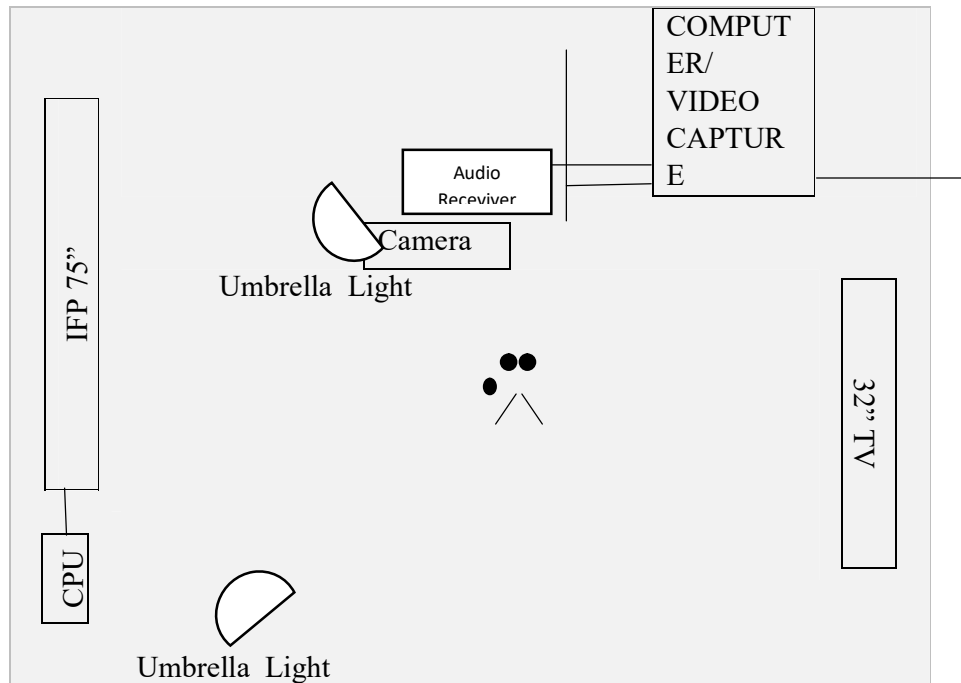 COMPUT
ER/
VIDEO
CAPTUR
E
Audio
Receviver
Camera
Umbrella Light
IFP 75”
32” TV
CPU
Umbrella Light